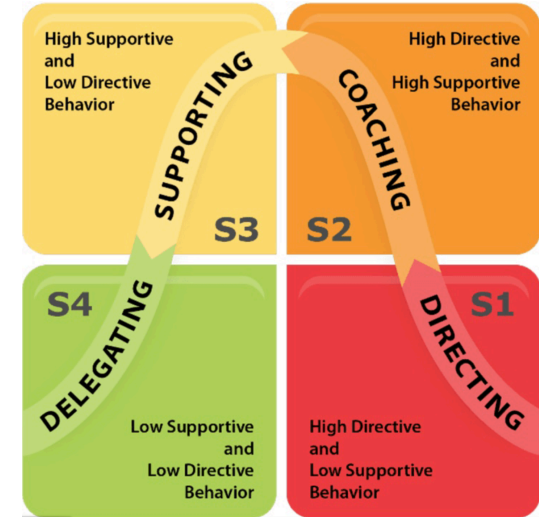 High Supportive
and
Low Directive
Behavior
SUPPORTING
S3
High Directive
and
High Supportive
Behavior
COACHING
S2
S4
DELEGATING
Low Supportive
and
Low Directive
Behavior
S1
DIRECTING
High Directive
and
Low Supportive
Behavior